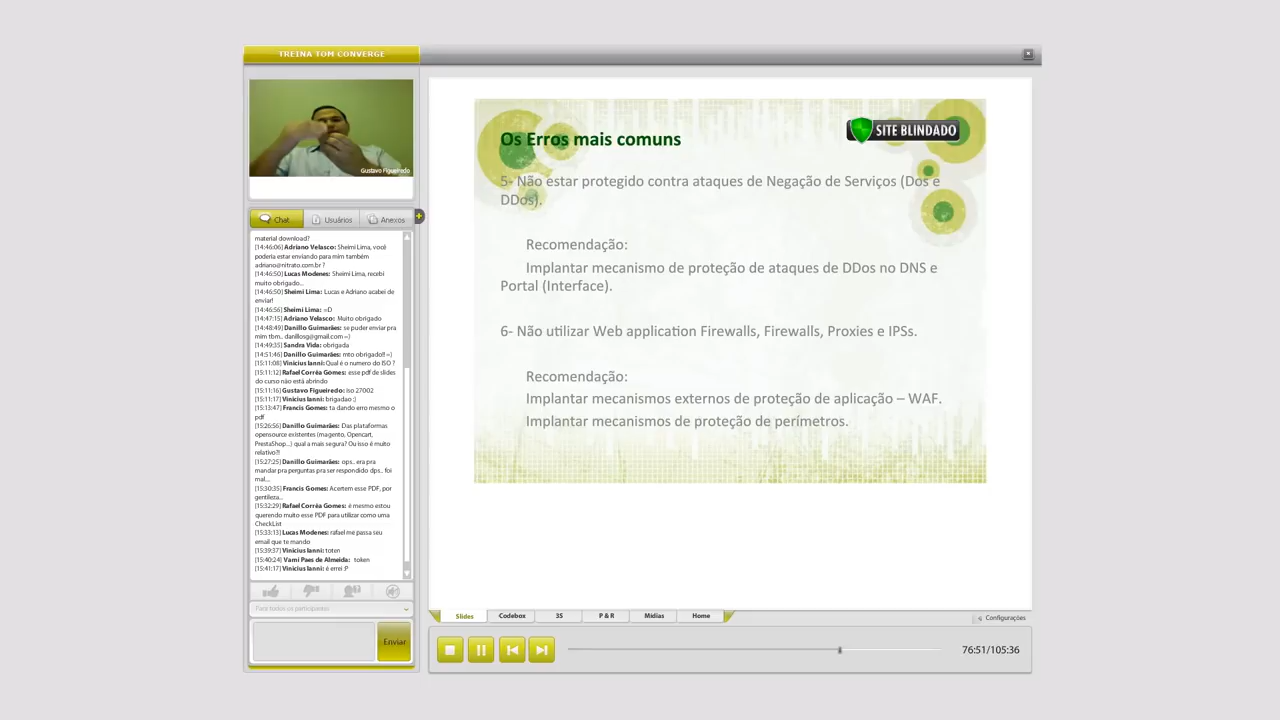 TREINA TOM CONVERGE
Gustavo Figueiredo
Chat
Usuários
Anexos
material download?
[14:46:06] Adriano Velasco: Sheimi Lima, você
poderia estar enviando para mim também
adriano@nitrato.com.br ?
[14:46:50] Lucas Modenes: Sheimi Lima, recebi
muito obrigado...
[14:46:50] Sheimi Lima: Lucas e Adriano acabei de
enviar!
[14:46:56] Sheimi Lima: =D
[14:47:15] Adriano Velasco: Muito obrigado
[14:48:49] Danillo Guimarães: se puder enviar pra
mim tbm.. danillosg@gmail.com =)
[14:49:35] Sandra Vida: obrigada
[14:51:46] Danillo Guimarães: mto obrigado!! =)
[15:11:08] Vinicius Ianni: Qual é o numero do ISO ?
[15:11:12] Rafael Corrêa Gomes: esse pdf de slides
do curso não está abrindo
[15:11:16] Gustavo Figueiredo: iso 27002
[15:11:17] Vinicius Ianni: brigadao ;)
[15:13:47] Francis Gomes: ta dando erro mesmo o
pdf
[15:26:56] Danillo Guimarães: Das plataformas
opensource existentes (magento, Opencart,
PrestaShop...) qual a mais segura? Ou isso é muito
relativo?!
[15:27:25] Danillo Guimarães: ops.. era pra
mandar pra perguntas pra ser respondido dps.. foi
mal...
[15:30:35] Francis Gomes: Acertem esse PDF, por
gentileza...
[15:32:29] Rafael Corrêa Gomes: é mesmo estou
querendo muito esse PDF para utilizar como uma
CheckList
[15:33:13] Lucas Modenes: rafael me passa seu
email que te mando
[15:39:37] Vinicius Ianni: toten
[15:40:24] Vami Paes de Almeida: token
[15:41:17] Vinicius Ianni: é errei :P
Para todos os participantes
Enviar
Os Erros mais comuns
SITE BLINDADO
5- Não estar protegido contra ataques de Negação de Serviços (Dos e
DDos).
Recomendação:
Implantar mecanismo de proteção de ataques de DDos no DNS e
Portal (Interface).
6- Não utilizar Web application Firewalls, Firewalls, Proxies e IPSs.
Recomendação:
Implantar mecanismos externos de proteção de aplicação – WAF.
Implantar mecanismos de proteção de perímetros.
Slides
Codebox
3S
P & R
Mídias
Home
Configurações
76:51/105:36